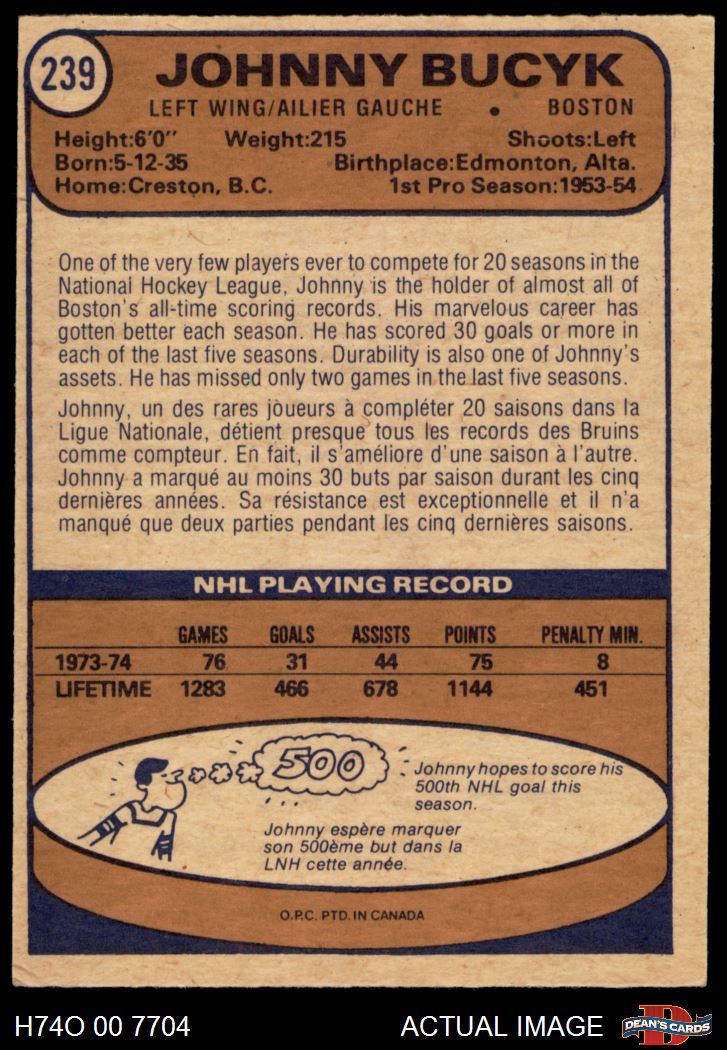 239
JOHNNY BUCYK
LEFT WING/AILIER GAUCHE • BOSTON
Height:6'0" Weight:215 Shoots:Left
Born:5-12-35 Birthplace:Edmonton, Alta.
Home:Creston, B.C. 1st Pro Season:1953-54
One of the very few players ever to compete for 20 seasons in the
National Hockey League, Johnny is the holder of almost all of
Boston's all-time scoring records. His marvelous career has
gotten better each season. He has scored 30 goals or more in
each of the last five seasons. Durability is also one of Johnny's
assets. He has missed only two games in the last five seasons.
Johnny, un des rares joueurs à compléter 20 saisons dans la
Ligue Nationale, détient presque tous les records des Bruins
comme compteur. En fait, il s'améliore d'une saison à l'autre.
Johnny a marqué au moins 30 buts par saison durant les cinq
dernières années. Sa résistance est exceptionnelle et il n'a
manqué que deux parties pendant les cinq dernières saisons.
NHL PLAYING RECORD
GAMES GOALS ASSISTS POINTS PENALTY MIN.
1973-74 76 31 44 75 8
LIFETIME 1283 466 678 1144 451
500
Johnny hopes to score his
500th NHL goal this
season.
Johnny espère marquer
son 500ème but dans la
LNH cette année.
O.P.C. PTD. IN CANADA
H74O 00 7704 ACTUAL IMAGE
D
DEAN'S CARDS